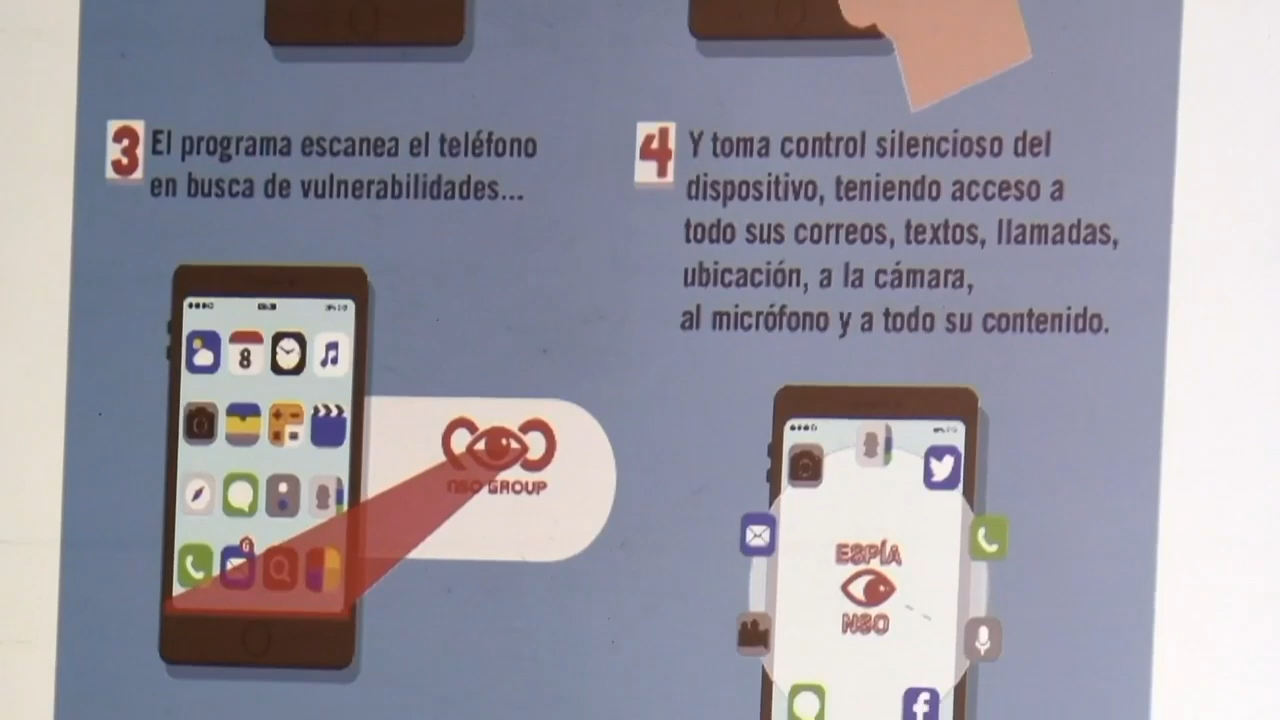 3 El programa escanea el teléfono
en busca de vulnerabilidades...
4 Y toma control silencioso del
dispositivo, teniendo acceso a
todo sus correos, textos, llamadas,
ubicación, a la cámara,
al micrófono y a todo su contenido.
8
NSO GROUP
ESPÍA
NSO